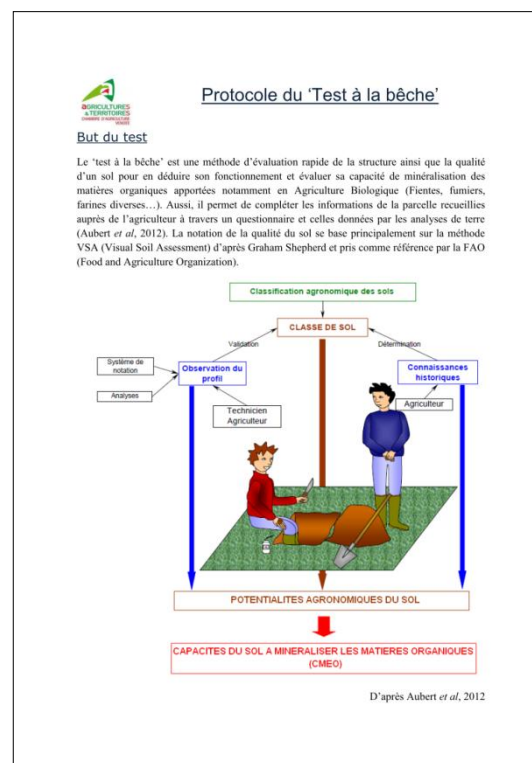 AGRICULTURES
& TERRITOIRES
CHAMBRE D'AGRICULTURE
VOSGES
Protocole du 'Test à la bêche'
But du test
Le 'test à la bêche' est une méthode d'évaluation rapide de la structure ainsi que la qualité
d'un sol pour en déduire son fonctionnement et évaluer sa capacité de minéralisation des
matières organiques apportées notamment en Agriculture Biologique (Fientes, fumiers,
farines diverses…). Aussi, il permet de compléter les informations de la parcelle recueillies
auprès de l'agriculteur à travers un questionnaire et celles données par les analyses de terre
(Aubert et al, 2012). La notation de la qualité du sol se base principalement sur la méthode
VSA (Visual Soil Assessment) d'après Graham Shepherd et pris comme référence par la FAO
(Food and Agriculture Organization).
Classification agronomique des sols
CLASSE DE SOL
Validation
Détermination
Système de
notation
Analyses
Observation du
profil
Connaissances
historiques
Technicien
Agriculteur
Agriculteur
POTENTIALITES AGRONOMIQUES DU SOL
CAPACITES DU SOL A MINERALISER LES MATIERES ORGANIQUES
(CMEO)
D'après Aubert et al, 2012